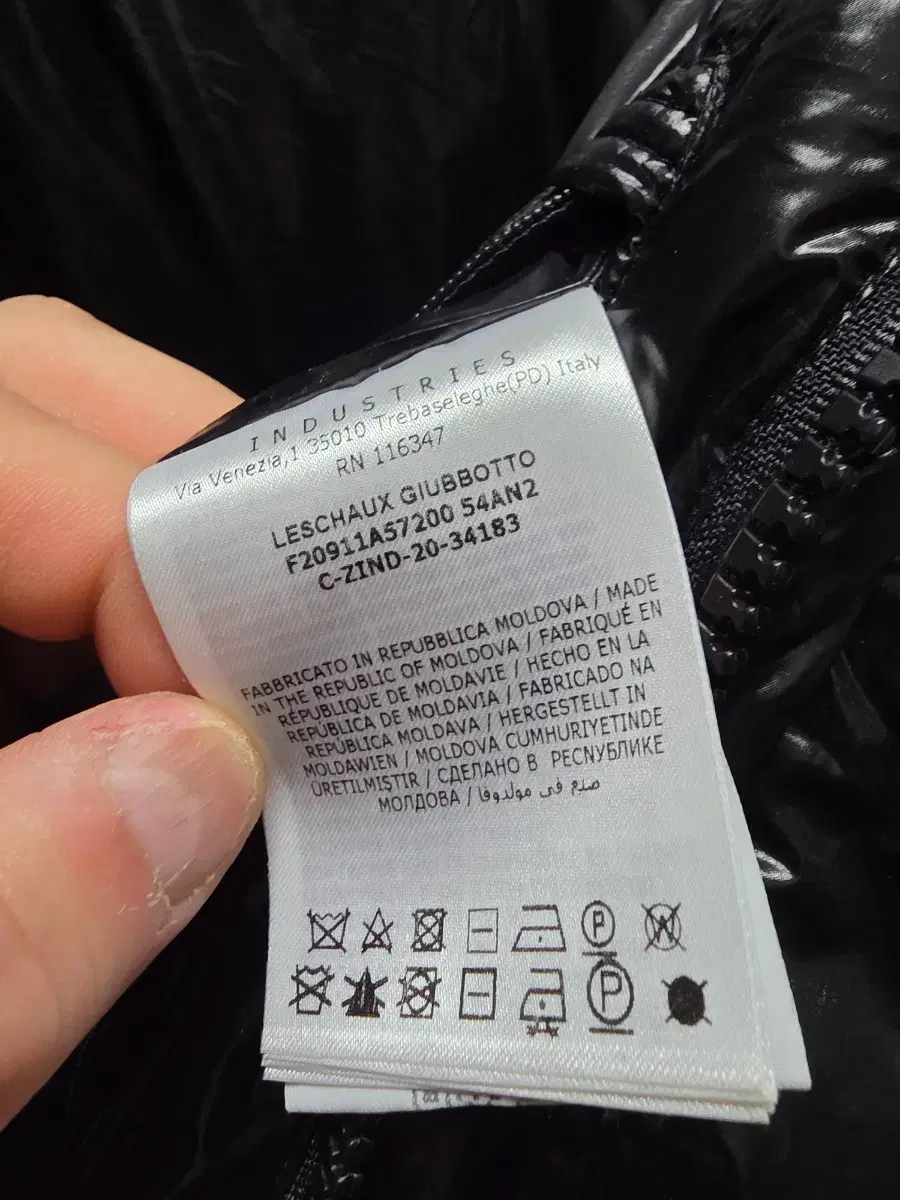 INDUSTRIES
Via Venezia,1 35010 Trebaseleghe(PD) Italy
RN 116347
LESCHAUX GIUBBOTTO
F20911A57200 54AN2
C-ZIND-20-34183
FABBRICATO IN REPUBBLICA MOLDOVA / MADE
IN THE REPUBLIC OF MOLDOVA / FABRIQUÉ EN
RÉPUBLIQUE DE MOLDAVIE / HECHO EN LA
REPÚBLICA DE MOLDAVIA / FABRICADO NA
REPÚBLICA MOLDAVA / HERGESTELLT IN
MOLDAWIEN / MOLDOVA CUMHURIYETINDE
ÜRETILMIŞTIR / СДЕЛАНО В РЕСПУБЛИКЕ
МОЛДОВА / صنع في مولدوفا
P W
P